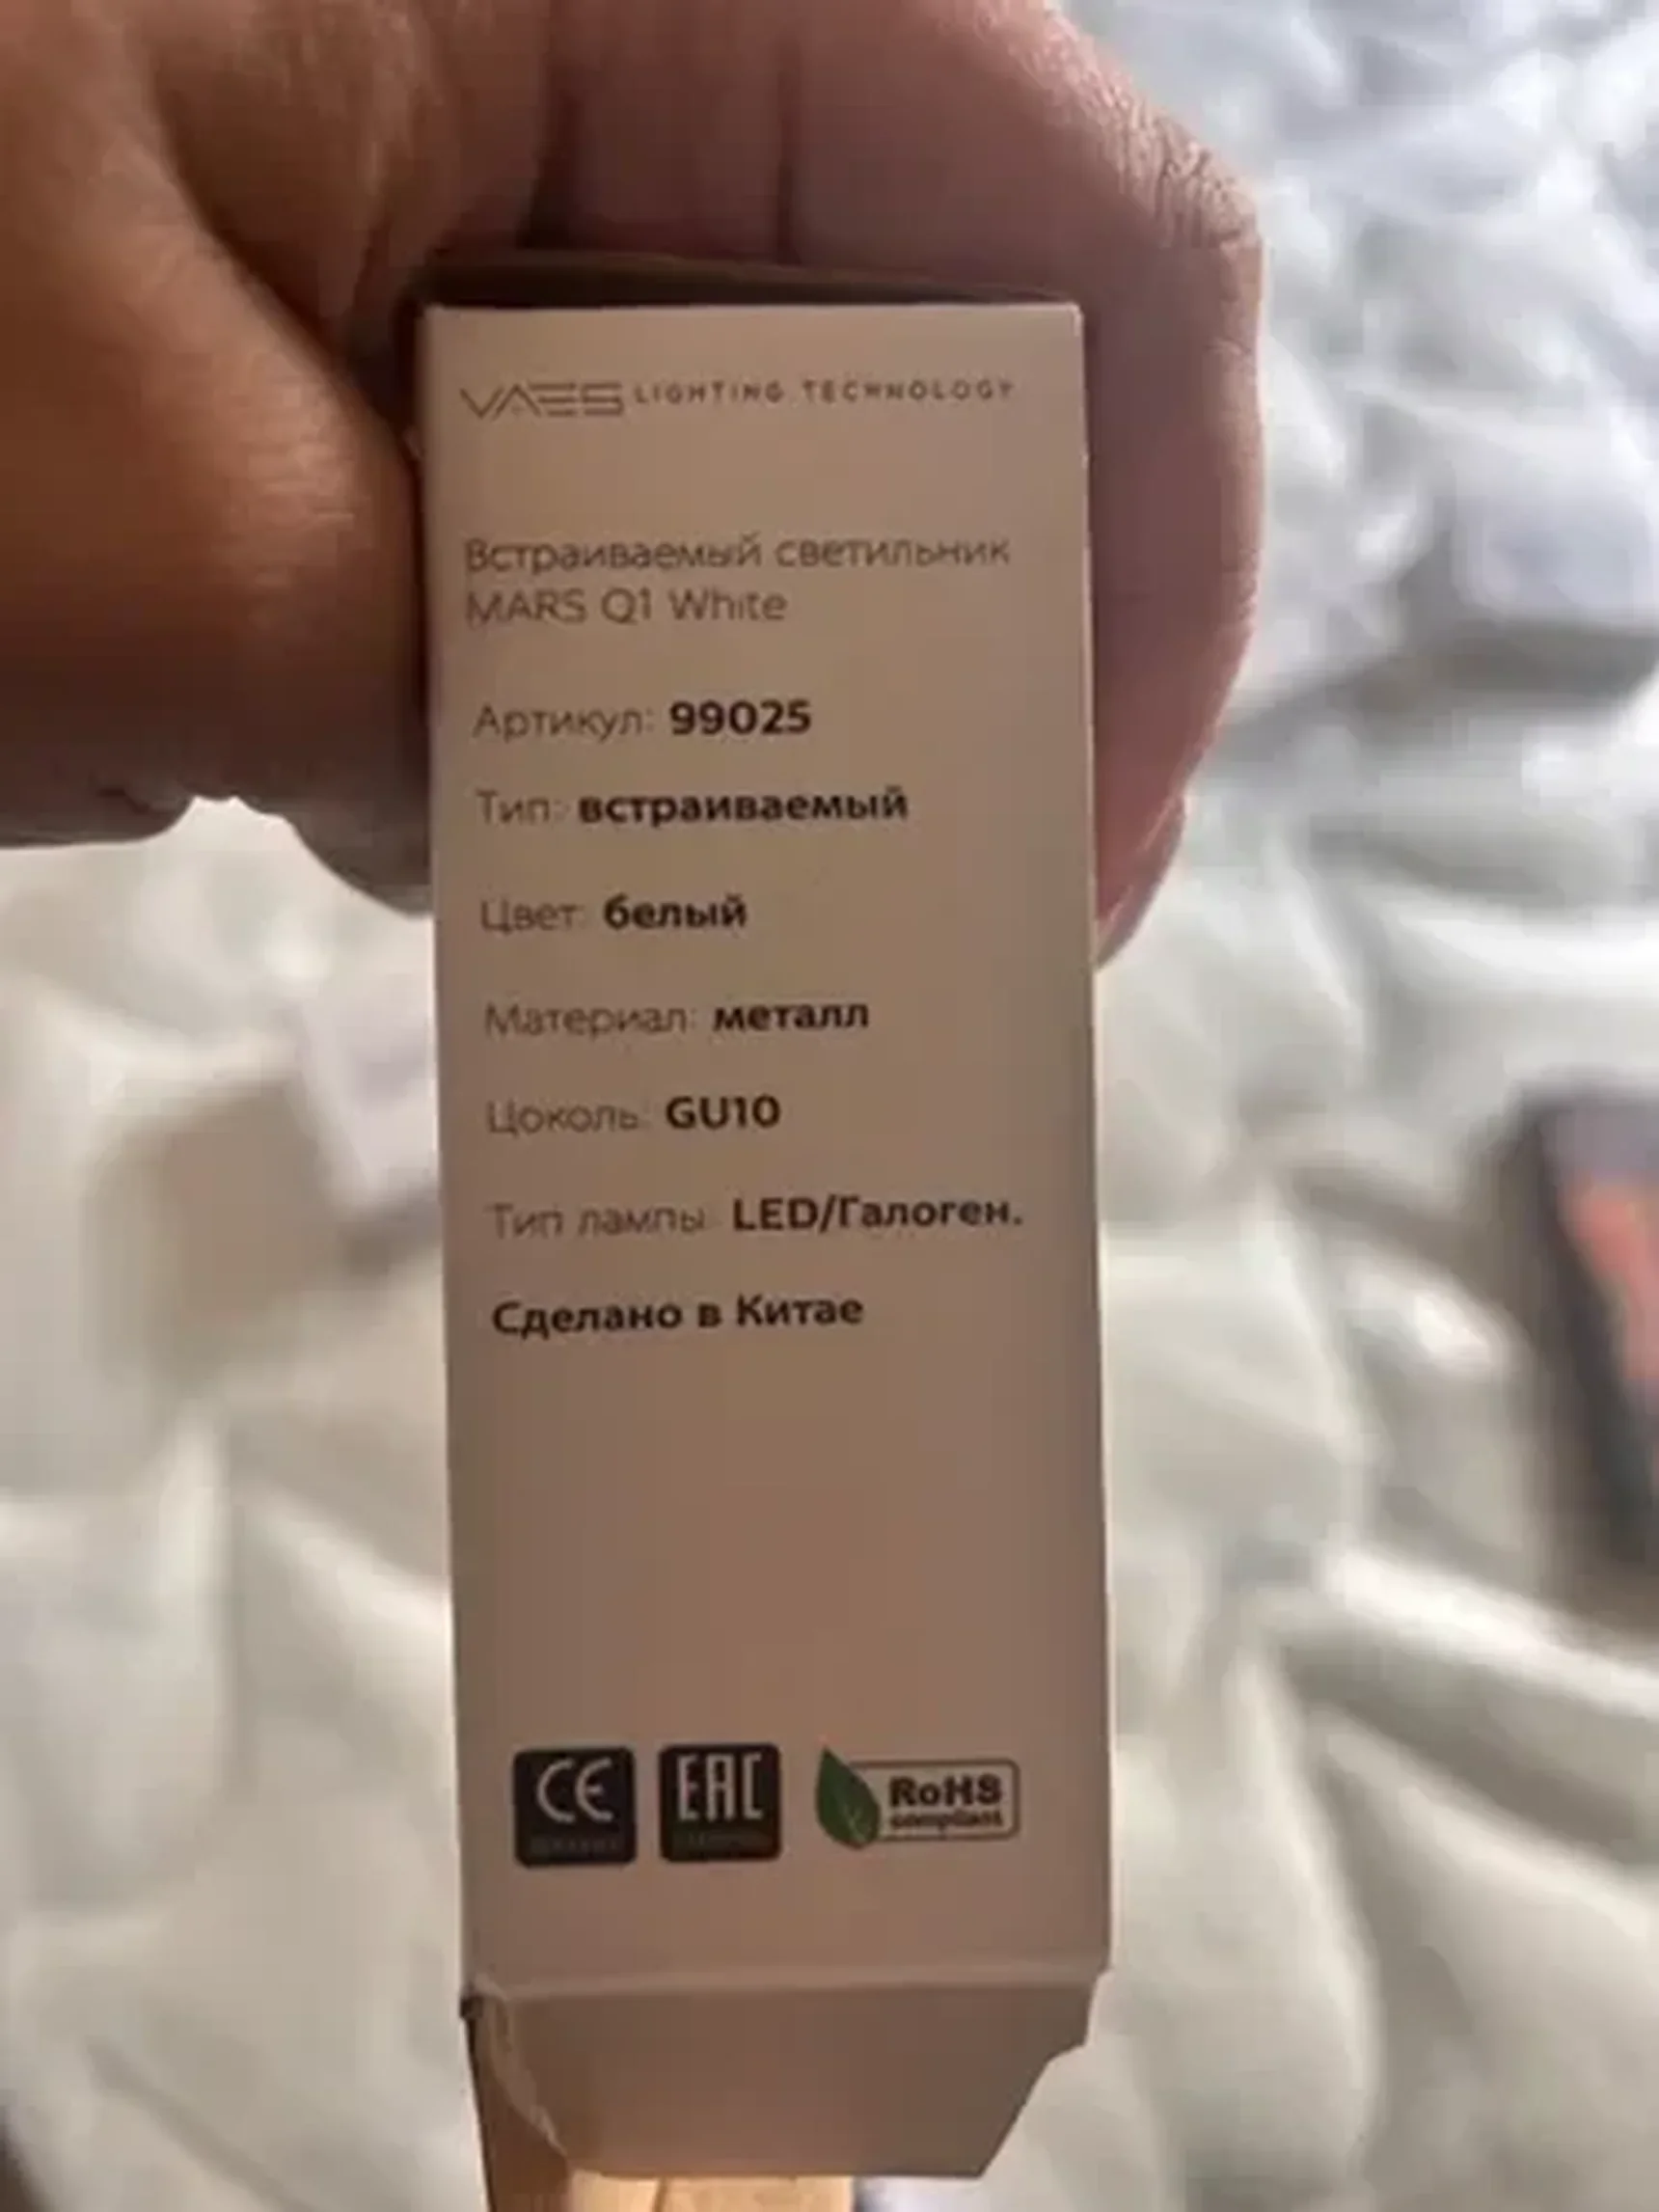 VAES LIGHTING TECHNOLOGY
Встраиваемый светильник
MARS Q1 White
Артикул: 99025
Тип: встраиваемый
Цвет: белый
Материал: металл
Цоколь: GU10
Тип лампы: LED/Галоген.
Сделано в Китае
CE EAC RoHS
compliant